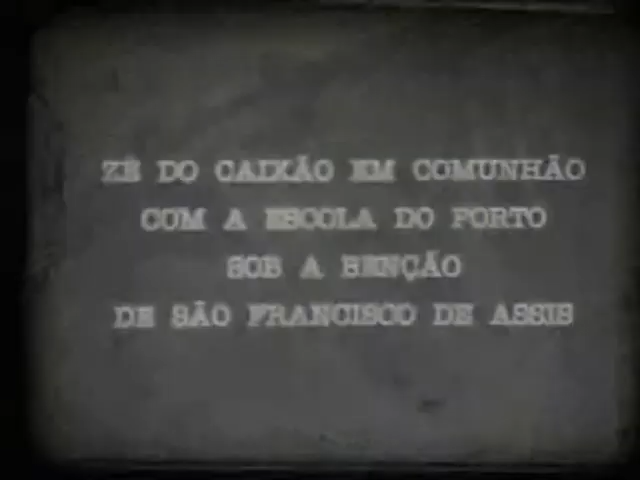 ZÉ DO CAIXÃO EM COMUNHÃO
COM A ESCOLA DO PORTO
SOB A BENÇÃO
DE SÃO FRANCISCO DE ASSIS